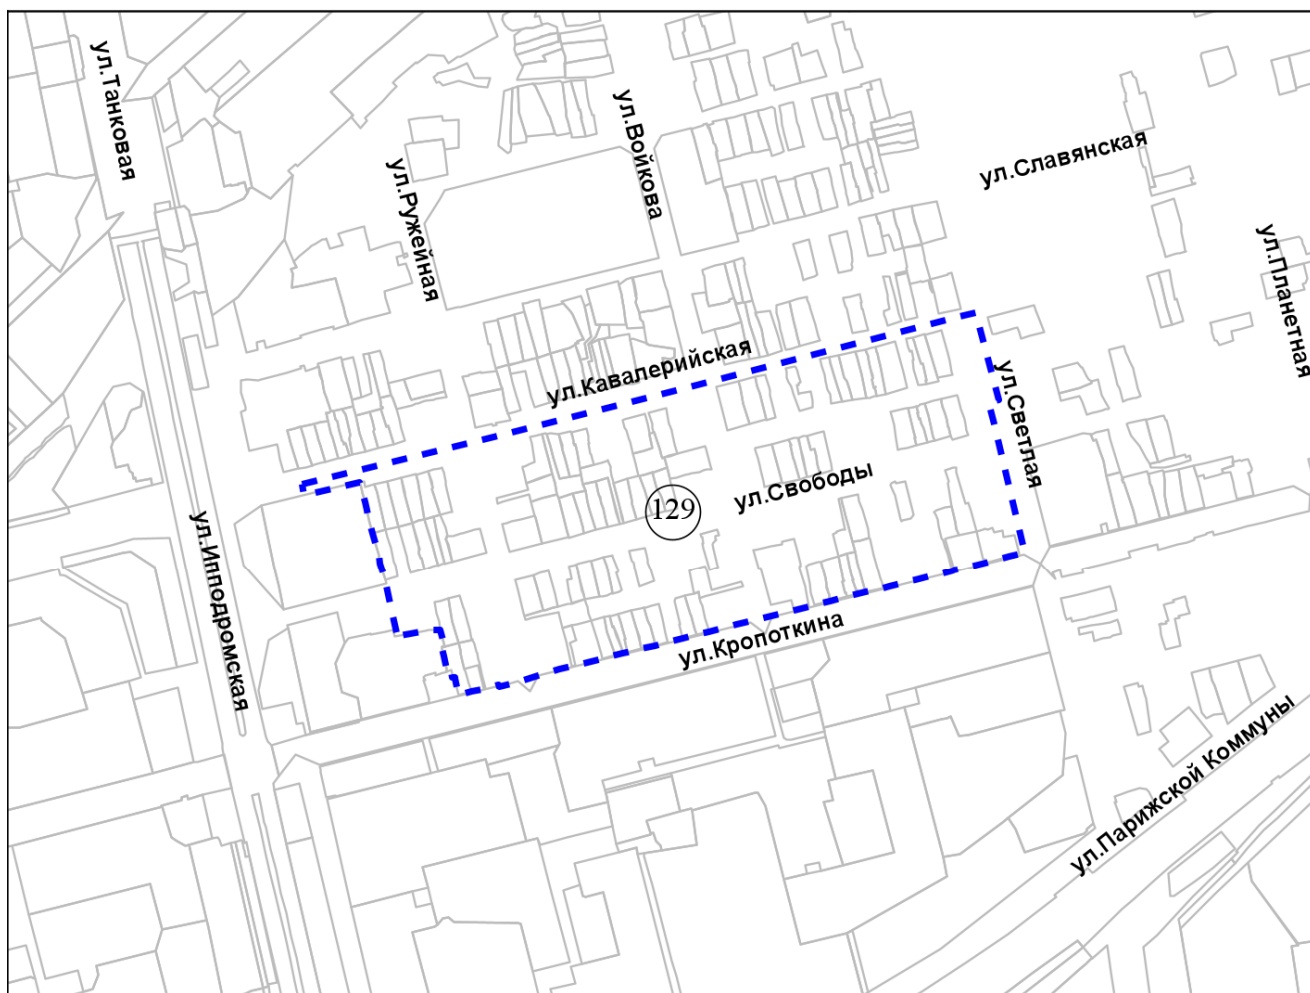 ул.Танковая
ул.Войкова
ул.Славянская
ул.Ружейная
ул.Планетная
ул.Кавалерийская
ул.Светлая
ул.Свободы
129
ул.Ипподромская
ул.Кропоткина
ул.Парижской Коммуны